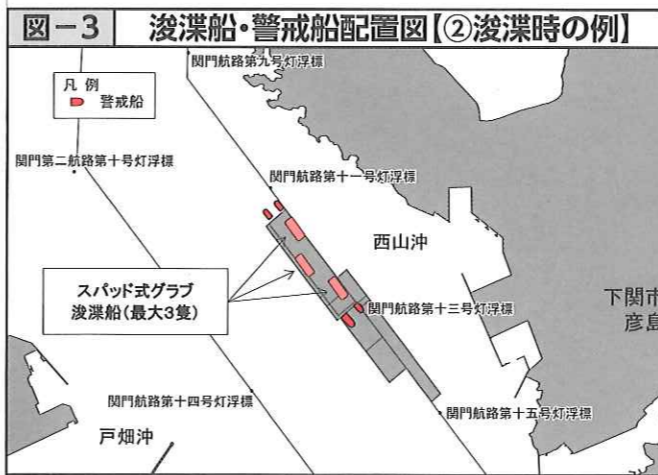 図－3 浚渫船・警戒船配置図【②浚渫時の例】
関門航路第九号灯浮標
凡 例
警戒船
関門第二航路第十号灯浮標
関門航路第十一号灯浮標
西山沖
スパッド式グラブ
浚渫船(最大3隻)
下関市
彦島
関門航路第十三号灯浮標
関門航路第十四号灯浮標
関門航路第十五号灯浮標
戸畑沖